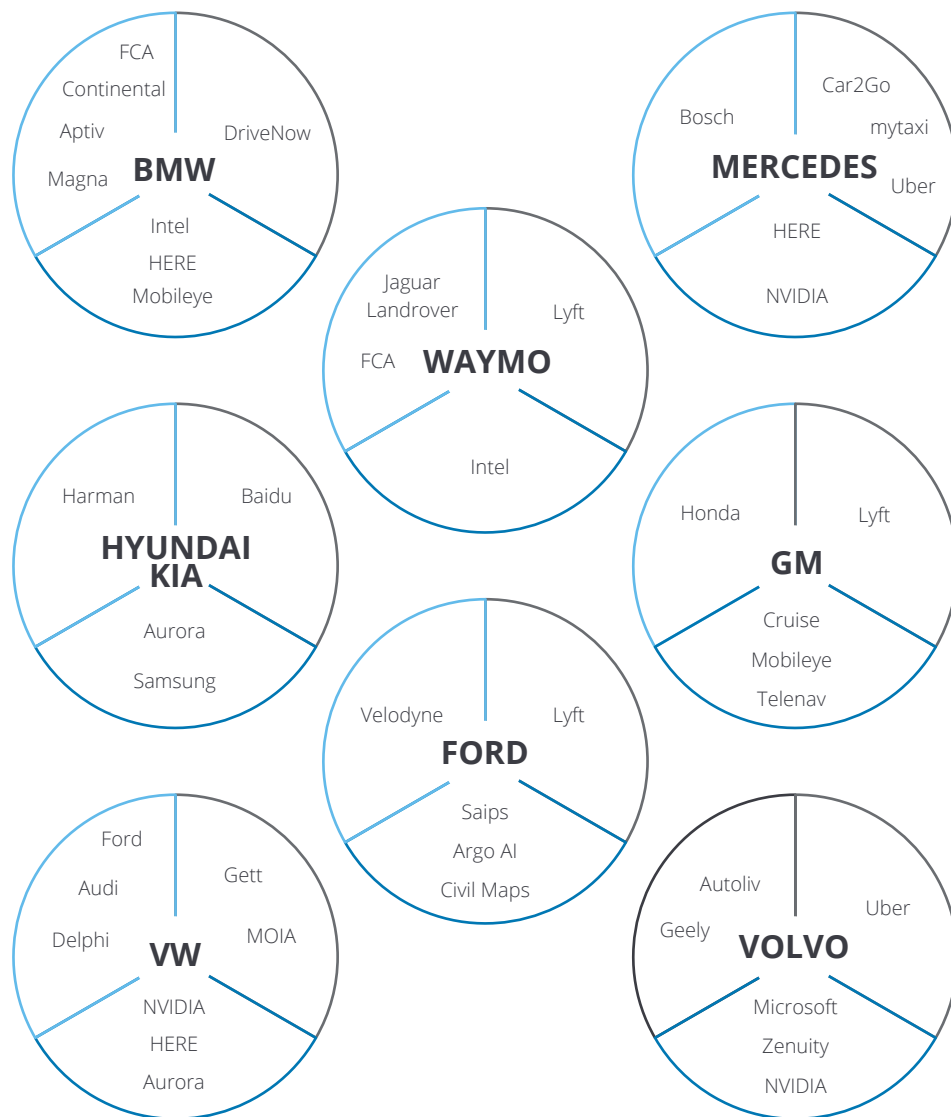 FCA
Continental
Aptiv
Magna
DriveNow
BMW
Intel
HERE
Mobileye
Bosch
Car2Go
mytaxi
Uber
MERCEDES
HERE
NVIDIA
Jaguar
Landrover
FCA
Lyft
WAYMO
Intel
Harman
Baidu
HYUNDAI
KIA
Aurora
Samsung
Honda
Lyft
GM
Cruise
Mobileye
Telenav
Velodyne
Lyft
FORD
Saips
Argo AI
Civil Maps
Ford
Audi
Delphi
Gett
MOIA
VW
NVIDIA
HERE
Aurora
Autoliv
Geely
Uber
VOLVO
Microsoft
Zenuity
NVIDIA